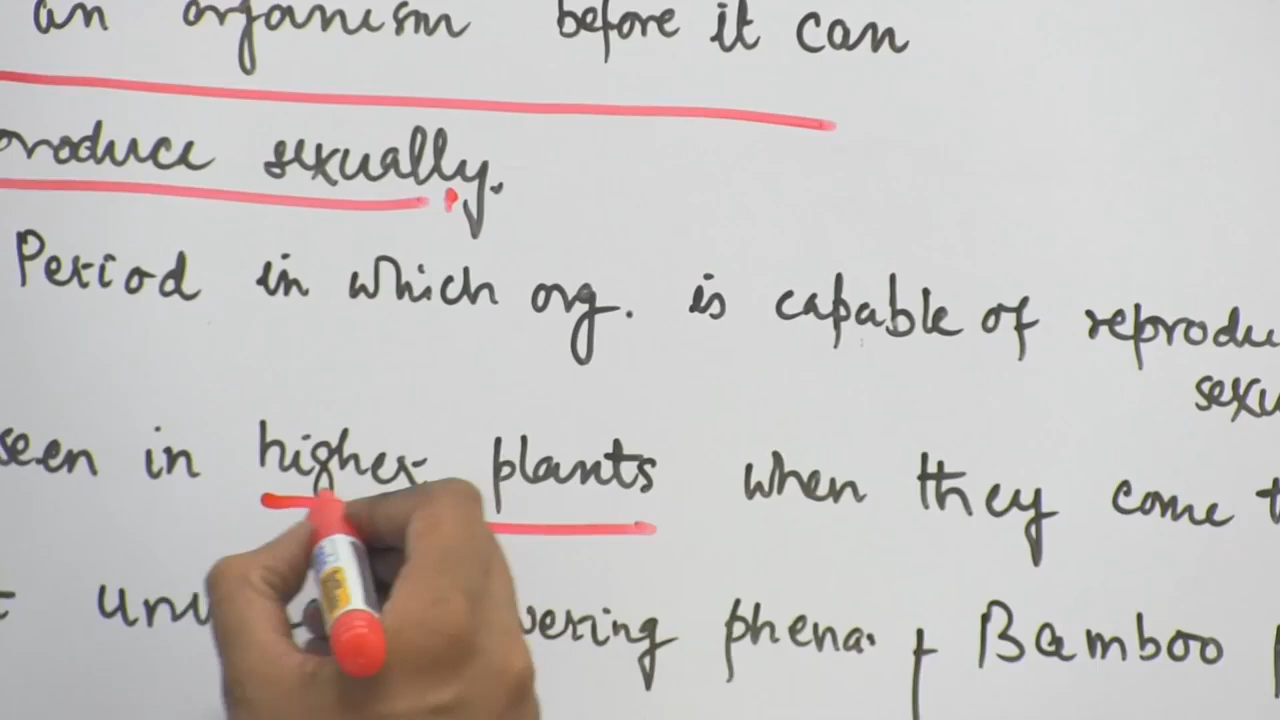 an organism before it can
produce sexually.
Period in which org. is capable of reprodu
sexu
seen in higher plants when they come t
phena. Bamboo